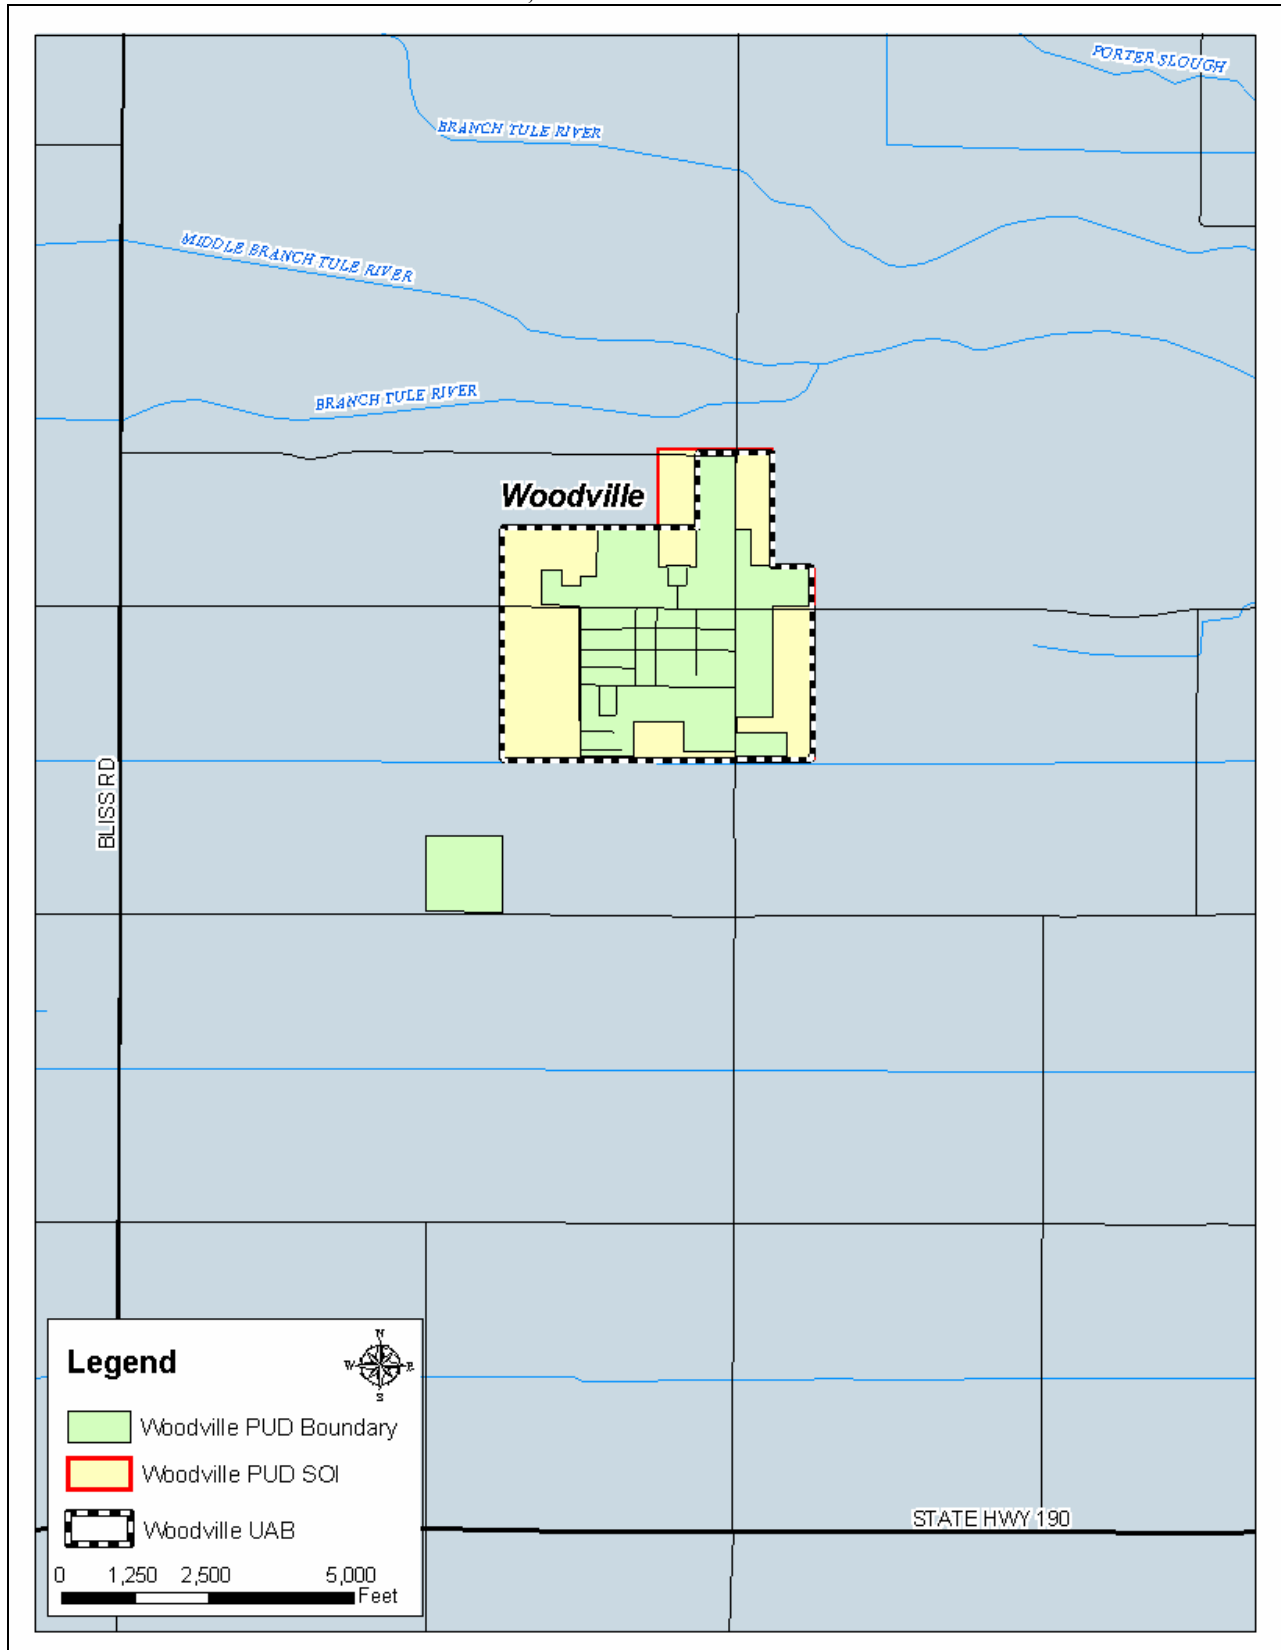 PORTER SLOUGH
BRANCH TULE RIVER
MIDDLE BRANCH TULE RIVER
BRANCH TULE RIVER
Woodville
BLISS RD
Legend
N
W E
S
Woodville PUD Boundary
Woodville PUD SOI
Woodville UAB
0 1,250 2,500 5,000
Feet
STATE HWY 190